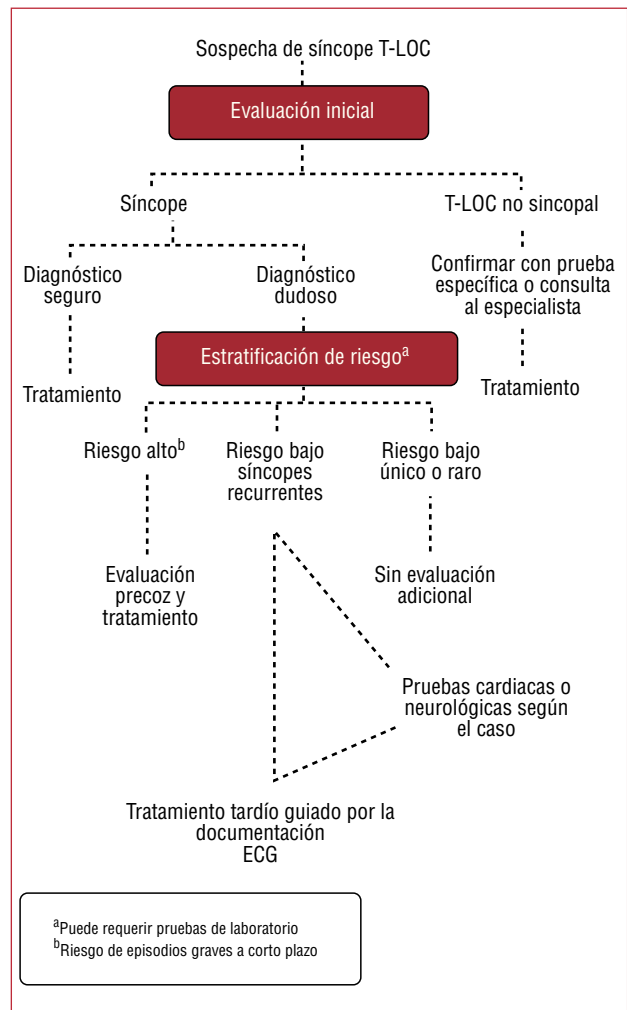 Sospecha de síncope T-LOC
Evaluación inicial
Síncope
T-LOC no sincopal
Diagnóstico
seguro
Diagnóstico
dudoso
Confirmar con prueba
específica o consulta
al especialista
Estratificación de riesgoª
Tratamiento
Tratamiento
Riesgo altoᵇ
Riesgo bajo
síncopes
recurrentes
Riesgo bajo
único o raro
Evaluación
precoz y
tratamiento
Sin evaluación
adicional
Pruebas cardiacas o
neurológicas según
el caso
Tratamiento tardío guiado por la
documentación
ECG
ªPuede requerir pruebas de laboratorio
ᵇRiesgo de episodios graves a corto plazo